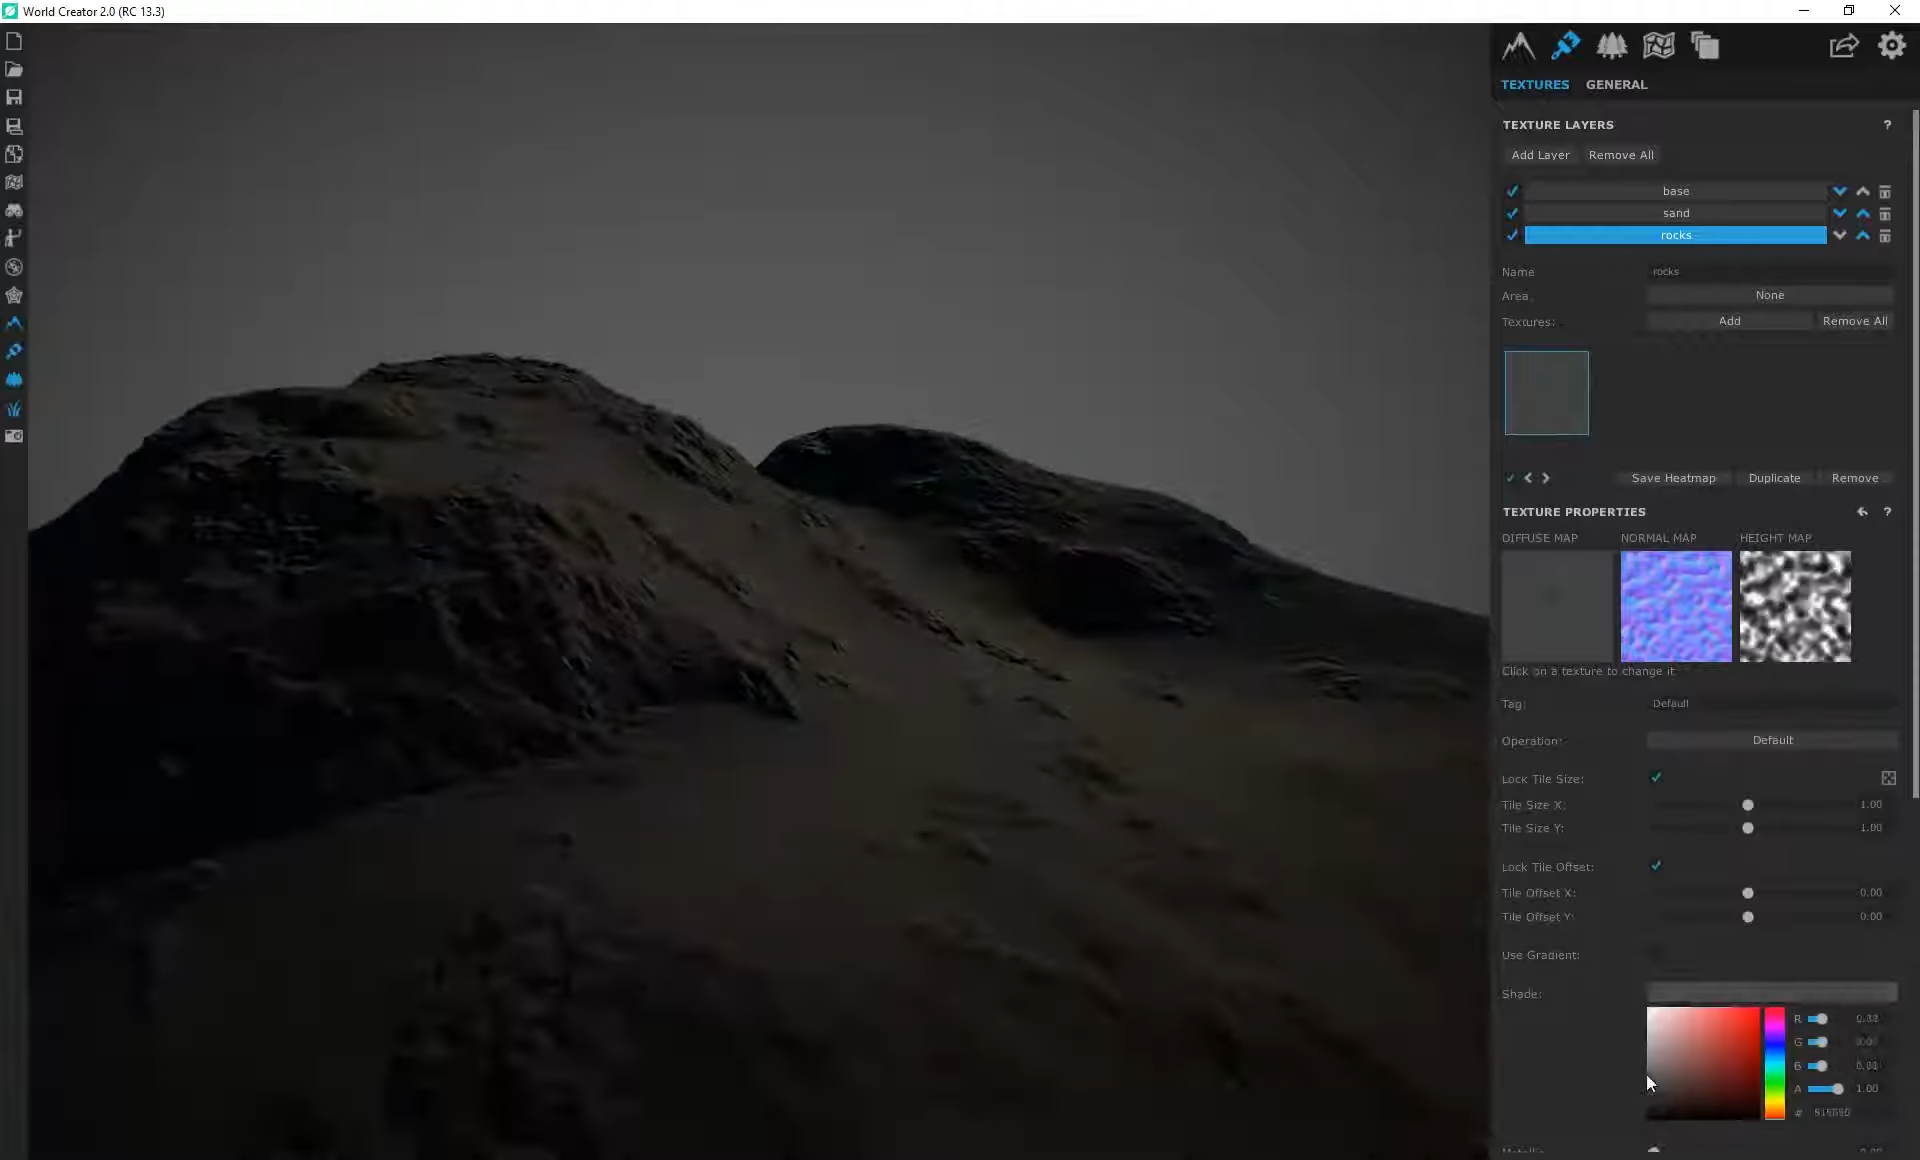 World Creator 2.0 (RC 13.3)
TEXTURES GENERAL
TEXTURE LAYERS ?
Add Layer Remove All
base
sand
rocks
Name rocks
Area None
Textures: Add Remove All
Save Heatmap Duplicate Remove
TEXTURE PROPERTIES ?
DIFFUSE MAP NORMAL MAP HEIGHT MAP
Click on a texture to change it
Tag: Default
Operation: Default
Lock Tile Size:
Tile Size X: 1.00
Tile Size Y: 1.00
Lock Tile Offset:
Tile Offset X: 0.00
Tile Offset Y: 0.00
Use Gradient:
Shade:
R
G
B
A 1.00
#